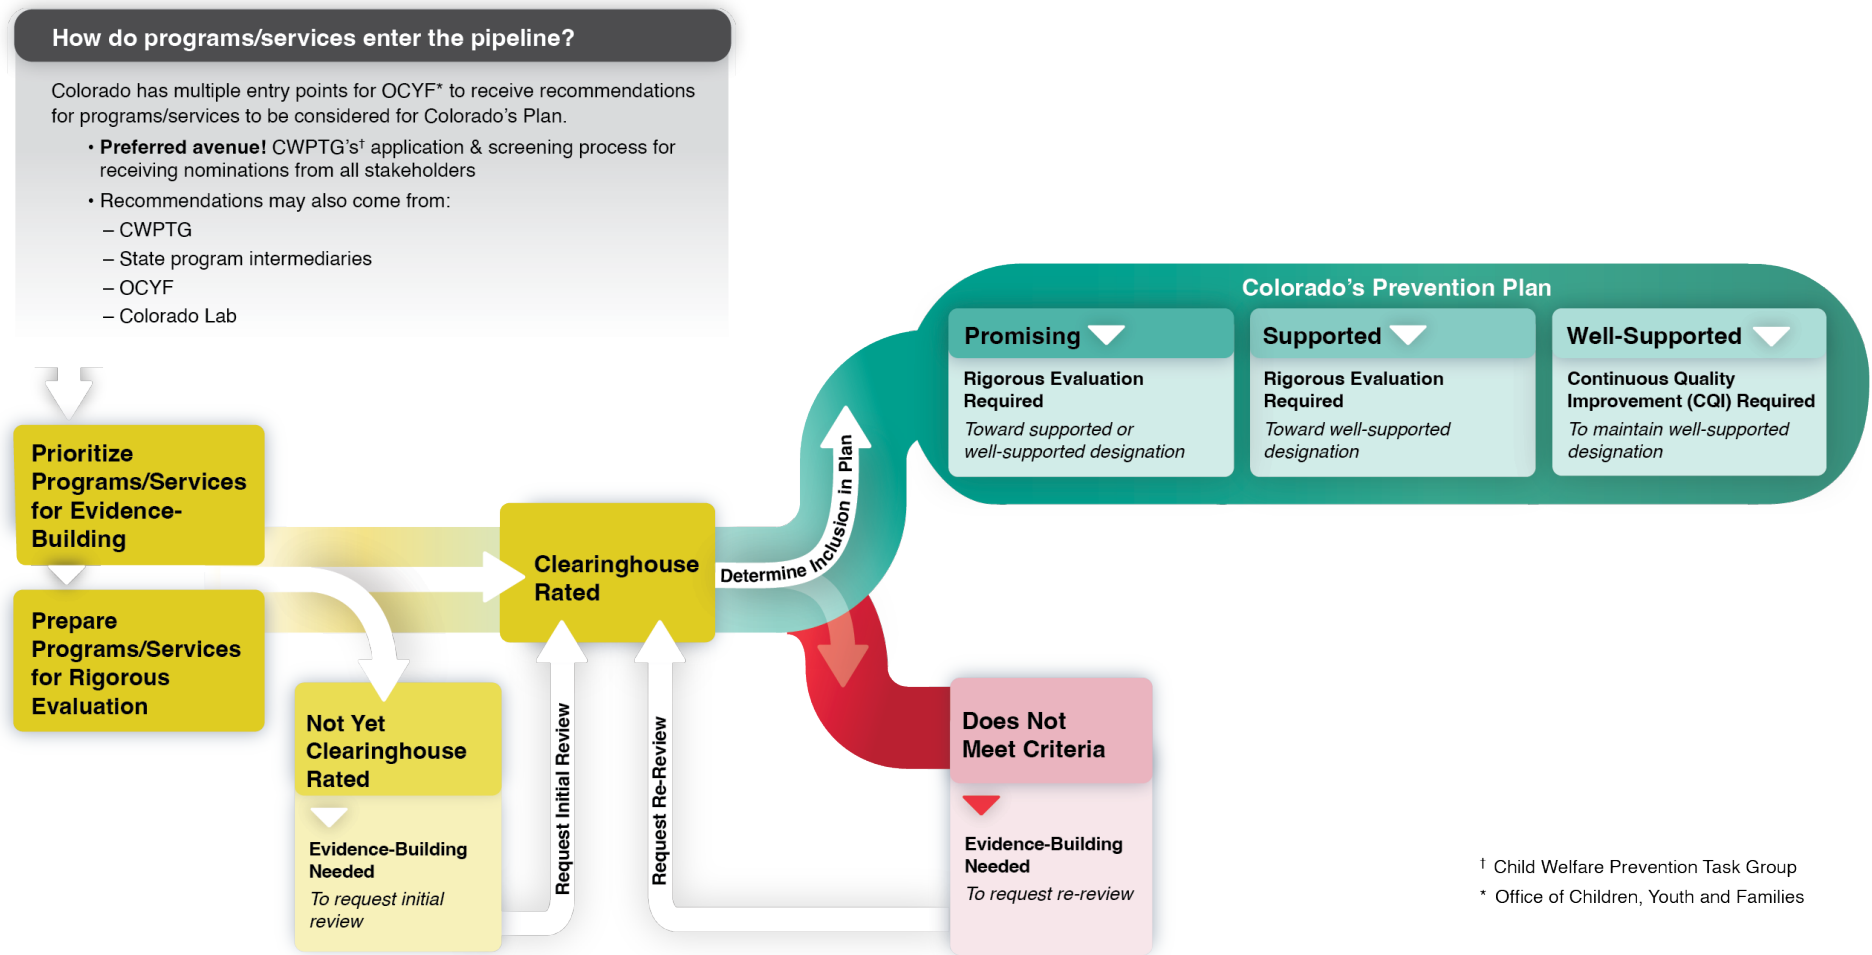 How do programs/services enter the pipeline?
Colorado has multiple entry points for OCYF* to receive recommendations
for programs/services to be considered for Colorado's Plan.
• Preferred avenue! CWPTG's† application & screening process for
receiving nominations from all stakeholders
• Recommendations may also come from:
– CWPTG
– State program intermediaries
– OCYF
– Colorado Lab
Prioritize
Programs/Services
for Evidence-
Building
Prepare
Programs/Services
for Rigorous
Evaluation
Not Yet
Clearinghouse
Rated
Evidence-Building
Needed
To request initial
review
Request Initial Review
Clearinghouse
Rated
Request Re-Review
Determine Inclusion in Plan
Colorado's Prevention Plan
Promising
Rigorous Evaluation
Required
Toward supported or
well-supported designation
Supported
Rigorous Evaluation
Required
Toward well-supported
designation
Well-Supported
Continuous Quality
Improvement (CQI) Required
To maintain well-supported
designation
Does Not
Meet Criteria
Evidence-Building
Needed
To request re-review
† Child Welfare Prevention Task Group
* Office of Children, Youth and Families